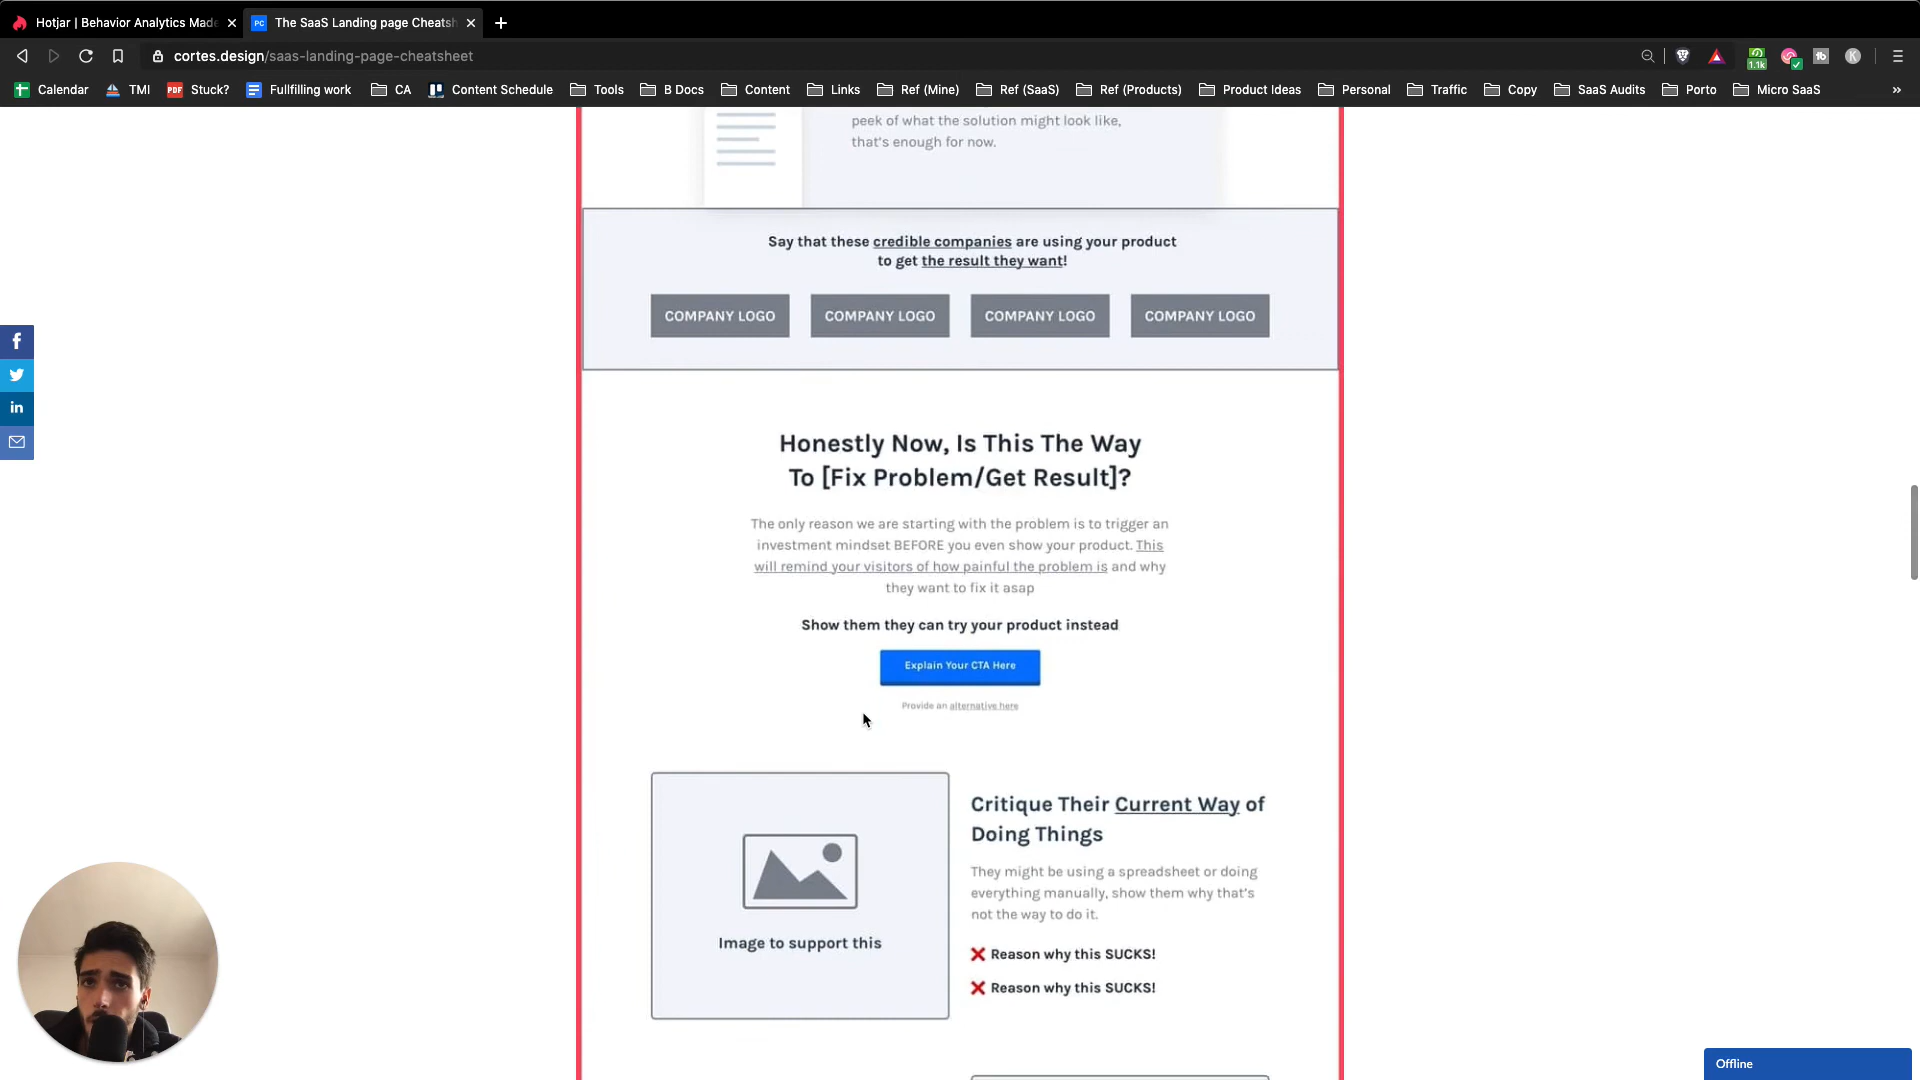 Hotjar | Behavior Analytics Made
The SaaS Landing page Cheatsh
cortes.design/saas-landing-page-cheatsheet
1.1k
Calendar
TMI
PDF
Stuck?
Fullfilling work
CA
Content Schedule
Tools
B Docs
Content
Links
Ref (Mine)
Ref (SaaS)
Ref (Products)
Product Ideas
Personal
Traffic
Copy
SaaS Audits
Porto
Micro SaaS
peek of what the solution might look like,
that's enough for now.
Say that these credible companies are using your product
to get the result they want!
COMPANY LOGO COMPANY LOGO COMPANY LOGO COMPANY LOGO
Honestly Now, Is This The Way
To [Fix Problem/Get Result]?
The only reason we are starting with the problem is to trigger an
investment mindset BEFORE you even show your product. This
will remind your visitors of how painful the problem is and why
they want to fix it asap
Show them they can try your product instead
Explain Your CTA Here
Provide an alternative here
Image to support this
Critique Their Current Way of
Doing Things
They might be using a spreadsheet or doing
everything manually, show them why that's
not the way to do it.
Reason why this SUCKS!
Reason why this SUCKS!
Offline